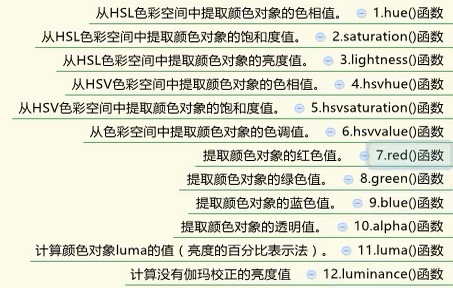 从HSL色彩空间中提取颜色对象的色相值。 1.hue()函数
从HSL色彩空间中提取颜色对象的饱和度值。 2.saturation()函数
从HSL色彩空间中提取颜色对象的亮度值。 3.lightness()函数
从HSV色彩空间中提取颜色对象的色相值。 4.hsvhue()函数
从HSV色彩空间中提取颜色对象的饱和度值。 5.hsvsaturation()函数
从色彩空间中提取颜色对象的色调值。 6.hsvvalue()函数
提取颜色对象的红色值。 7.red()函数
提取颜色对象的绿色值。 8.green()函数
提取颜色对象的蓝色值。 9.blue()函数
提取颜色对象的透明值。 10.alpha()函数
计算颜色对象luma的值（亮度的百分比表示法）。 11.luma()函数
计算没有伽玛校正的亮度值 12.luminance()函数